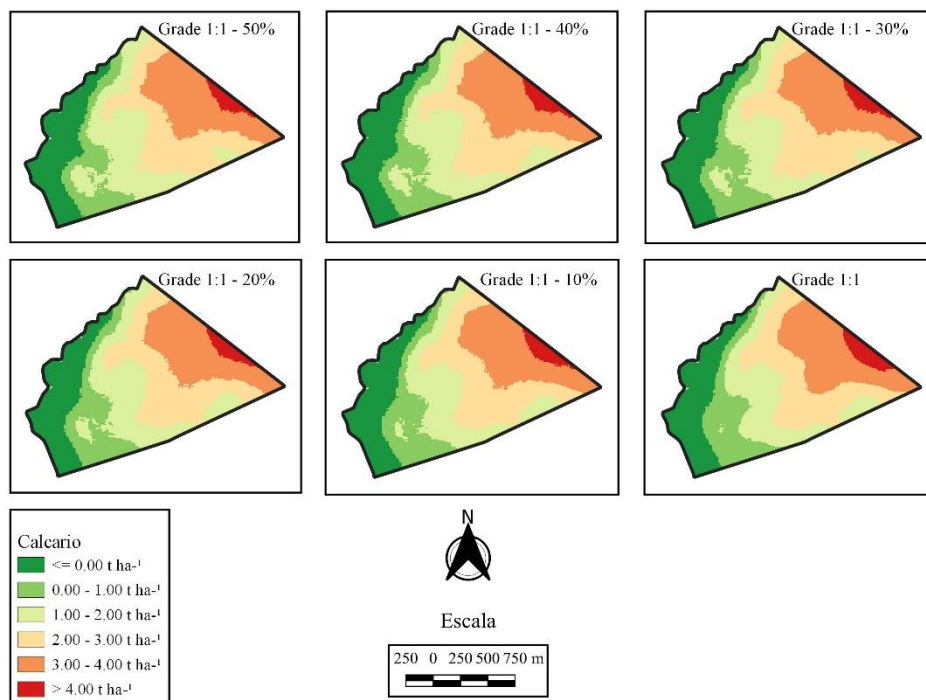 Grade 1:1 - 50%
Grade 1:1 - 40%
Grade 1:1 - 30%
Grade 1:1 - 20%
Grade 1:1 - 10%
Grade 1:1
Calcario
<= 0.00 t ha-¹
0.00 - 1.00 t ha-¹
1.00 - 2.00 t ha-¹
2.00 - 3.00 t ha-¹
3.00 - 4.00 t ha-¹
> 4.00 t ha-¹
N
Escala
250 0 250 500 750 m